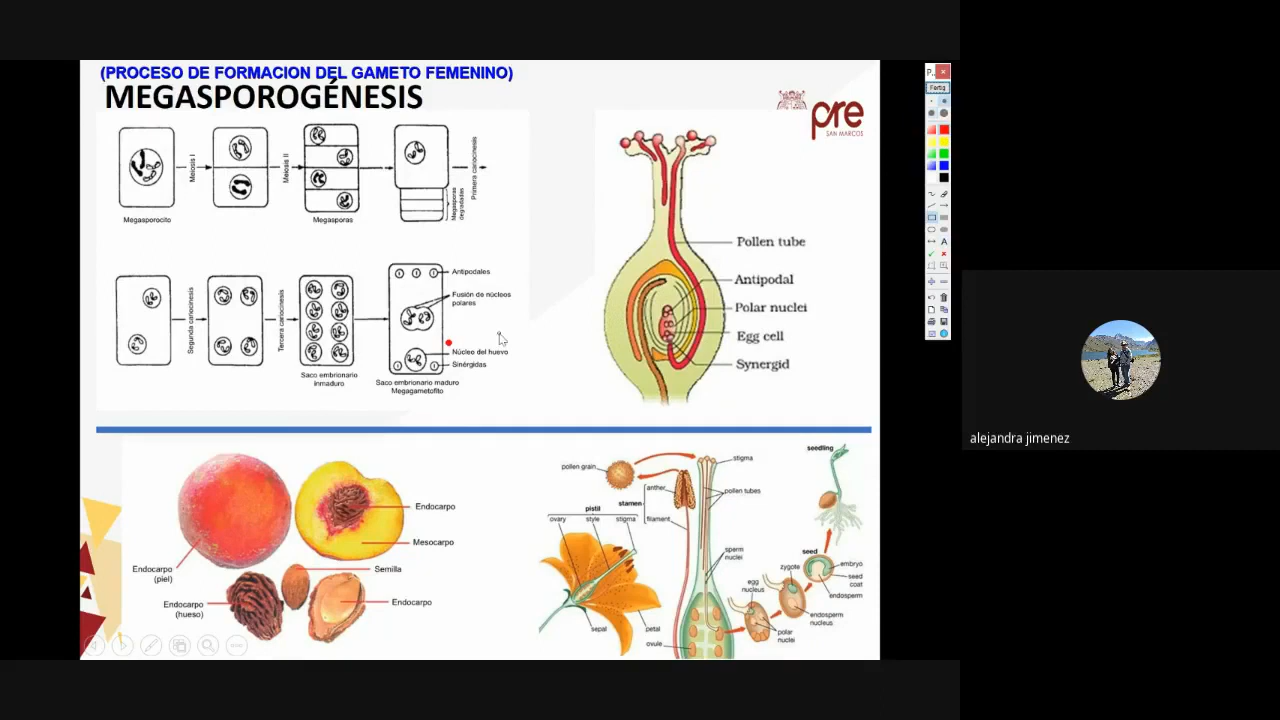 (PROCESO DE FORMACION DEL GAMETO FEMENINO)
MEGASPOROGÉNESIS
pre
SAN MARCOS
Meiosis I
Meiosis II
Megasporas
degradades
Primera cariocinesis
Megasporocito
Megasporas
Segunda cariocinesis
Tercera cariocinesis
Antipodales
Fusión de núcleos
polares
Núcleo del huevo
Sinérgidas
Saco embrionario
Inmaduro
Saco embrionario maduro
Megagametofito
Pollen tube
Antipodal
Polar nuclei
Egg cell
Synergid
Endocarpo
Mesocarpo
Endocarpo
(piel)
Semilla
Endocarpo
(hueso)
Endocarpo
seedling
pollen grain
stigma
anther
stamen
pollen tubes
pistil
ovary
style
stigma
filament
sperm
nuclei
seed
zygote
embryo
seed
coat
endosperm
egg
nucleus
endosperm
nucleus
polar
nuclei
sepal
petal
ovule
P..
Fertig
A
alejandra jimenez